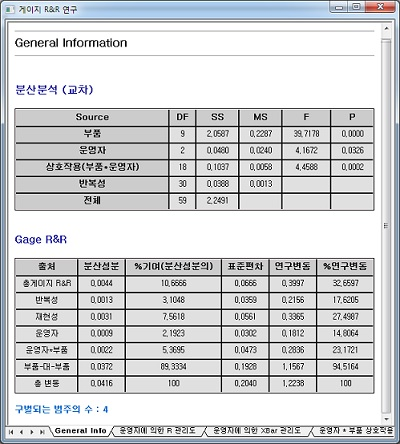 게이지 R&R 연구
General Information
분산분석 (교차)
Source DF SS MS F P
부품 9 2,0587 0,2287 39,7178 0,0000
운영자 2 0,0480 0,0240 4,1672 0,0326
상호작용(부품*운영자) 18 0,1037 0,0058 4,4588 0,0002
반복성 30 0,0388 0,0013
전체 59 2,2491
Gage R&R
출처 분산성분 %기여(분산성분의) 표준편차 연구변동 %연구변동
총게이지 R&R 0,0044 10,6666 0,0666 0,3997 32,6597
반복성 0,0013 3,1048 0,0359 0,2156 17,6205
재현성 0,0031 7,5618 0,0561 0,3365 27,4987
운영자 0,0009 2,1923 0,0302 0,1812 14,8064
운영자*부품 0,0022 5,3695 0,0473 0,2836 23,1721
부품-대-부품 0,0372 89,3334 0,1928 1,1567 94,5164
총 변동 0,0416 100 0,2040 1,2238 100
구별되는 범주의 수 : 4
General Info 운영자에 의한 R 관리도 운영자에 의한 XBar 관리도 운영자 * 부품 상호작용